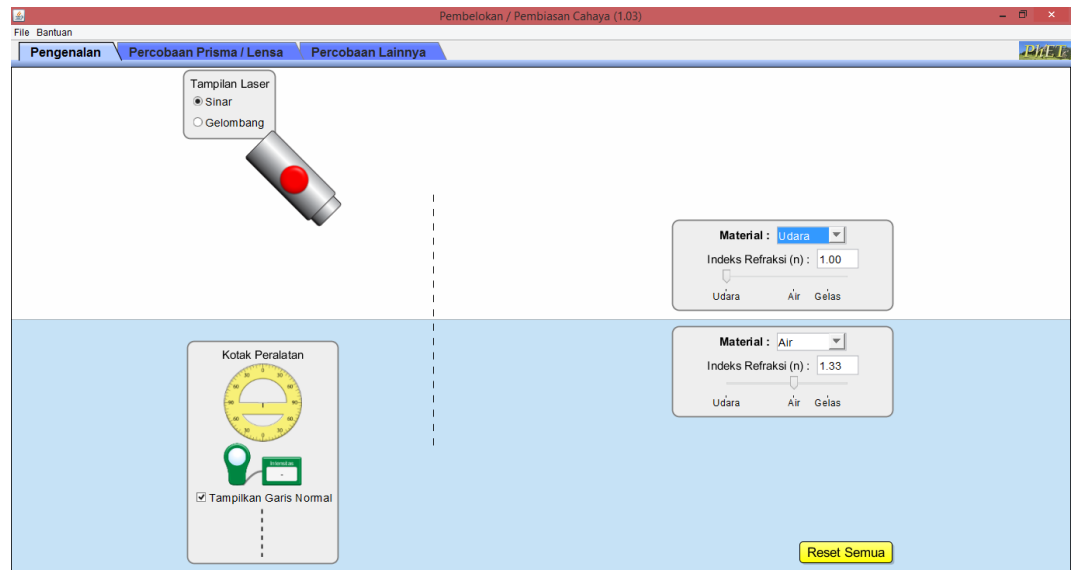 Pembelokan / Pembiasan Cahaya (1.03)
File Bantuan
Pengenalan Percobaan Prisma / Lensa Percobaan Lainnya
PhET
Tampilan Laser
Sinar
Gelombang
Material : Udara
Indeks Refraksi (n) : 1.00
Udara Air Gelas
Material : Air
Indeks Refraksi (n) : 1.33
Udara Air Gelas
Kotak Peralatan
Intensitas
-
Tampilkan Garis Normal
Reset Semua